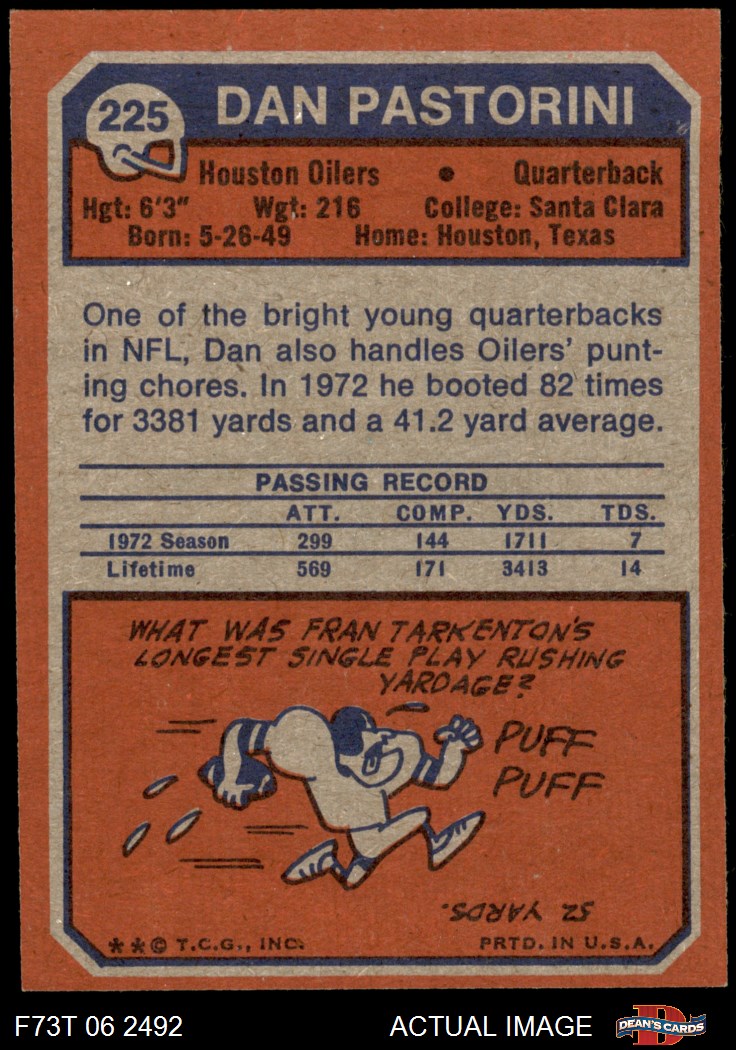 225
DAN PASTORINI
Houston Oilers • Quarterback
Hgt: 6'3" Wgt: 216 College: Santa Clara
Born: 5-26-49 Home: Houston, Texas
One of the bright young quarterbacks
in NFL, Dan also handles Oilers' punt-
ing chores. In 1972 he booted 82 times
for 3381 yards and a 41.2 yard average.
PASSING RECORD
ATT. COMP. YDS. TDS.
1972 Season 299 144 1711 7
Lifetime 569 171 3413 14
WHAT WAS FRAN TARKENTON'S
LONGEST SINGLE PLAY RUSHING
YARDAGE?
PUFF
PUFF
52 YARDS.
**© T.C.G., INC. PRTD. IN U.S.A.
F73T 06 2492 ACTUAL IMAGE
D
DEAN'S CARDS